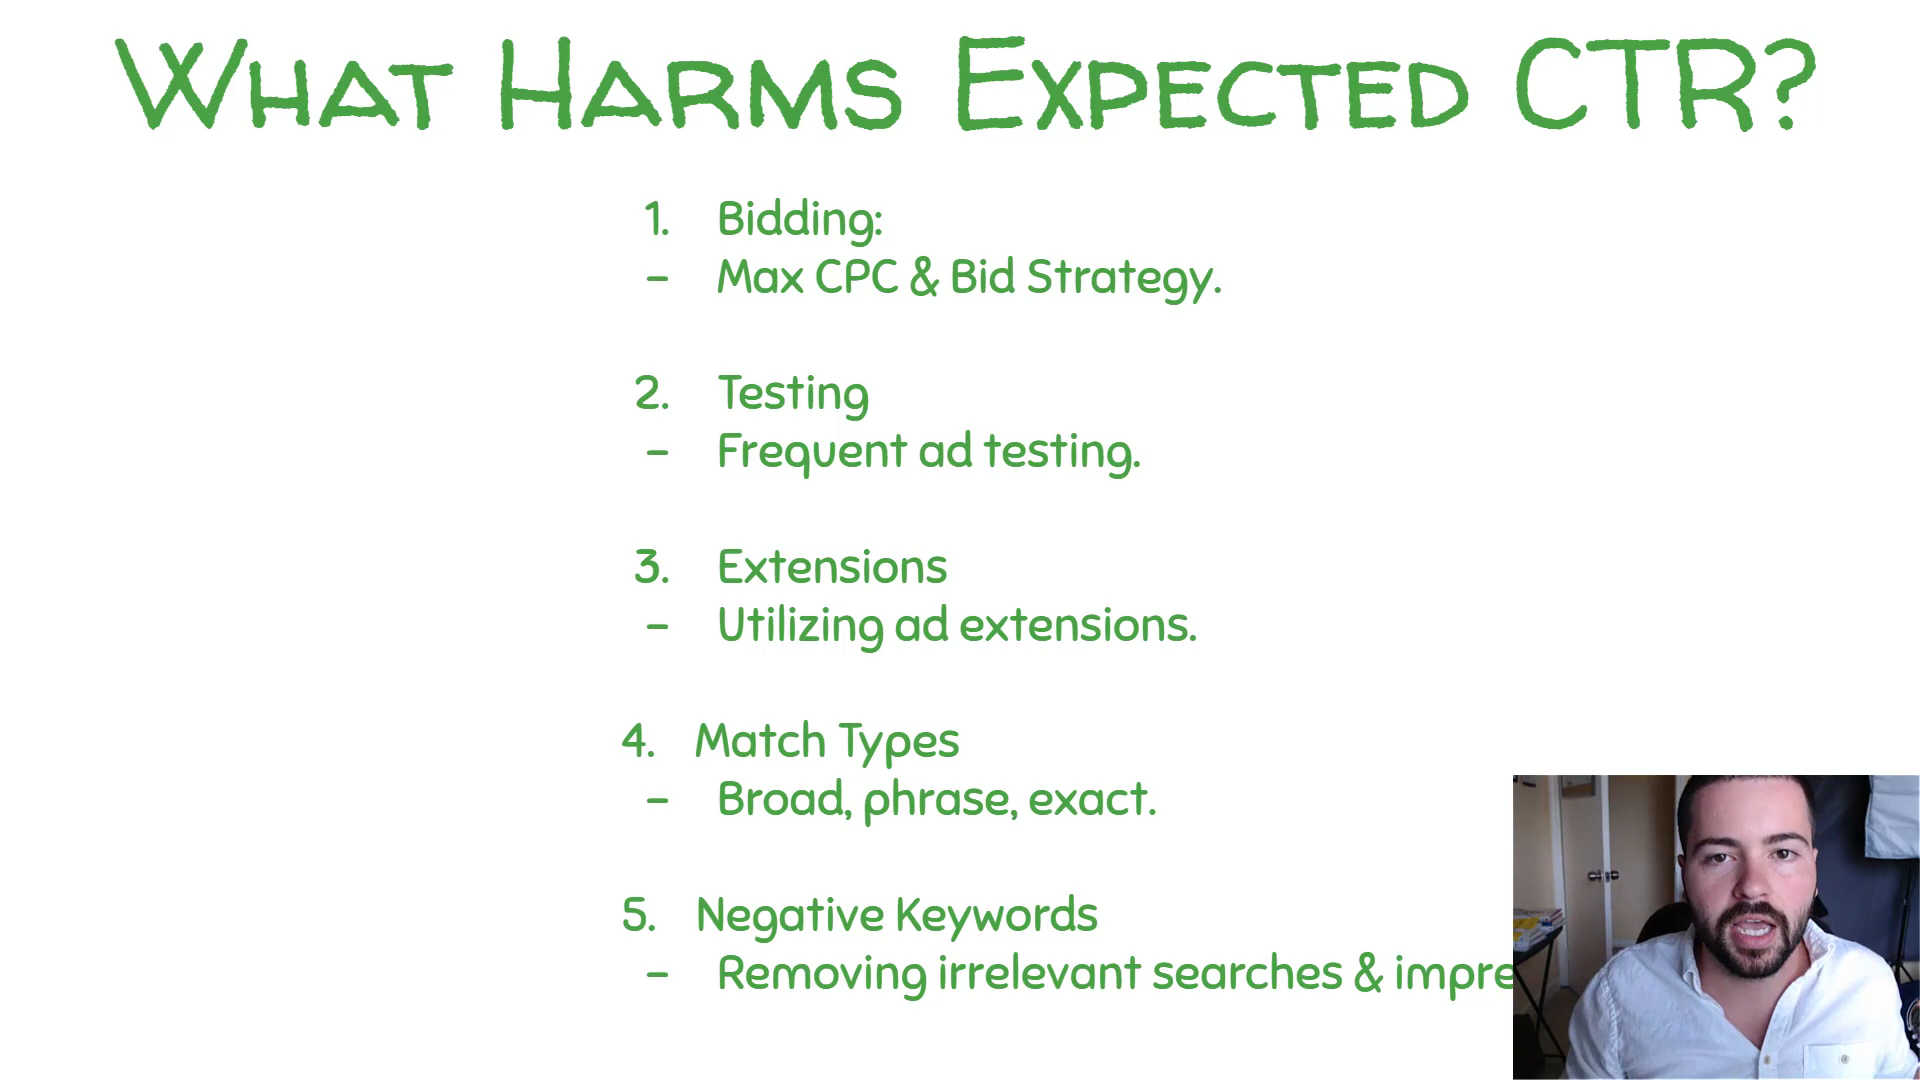 What Harms Expected CTR?
1. Bidding:
- Max CPC & Bid Strategy.
2. Testing
- Frequent ad testing.
3. Extensions
- Utilizing ad extensions.
4. Match Types
- Broad, phrase, exact.
5. Negative Keywords
- Removing irrelevant searches &